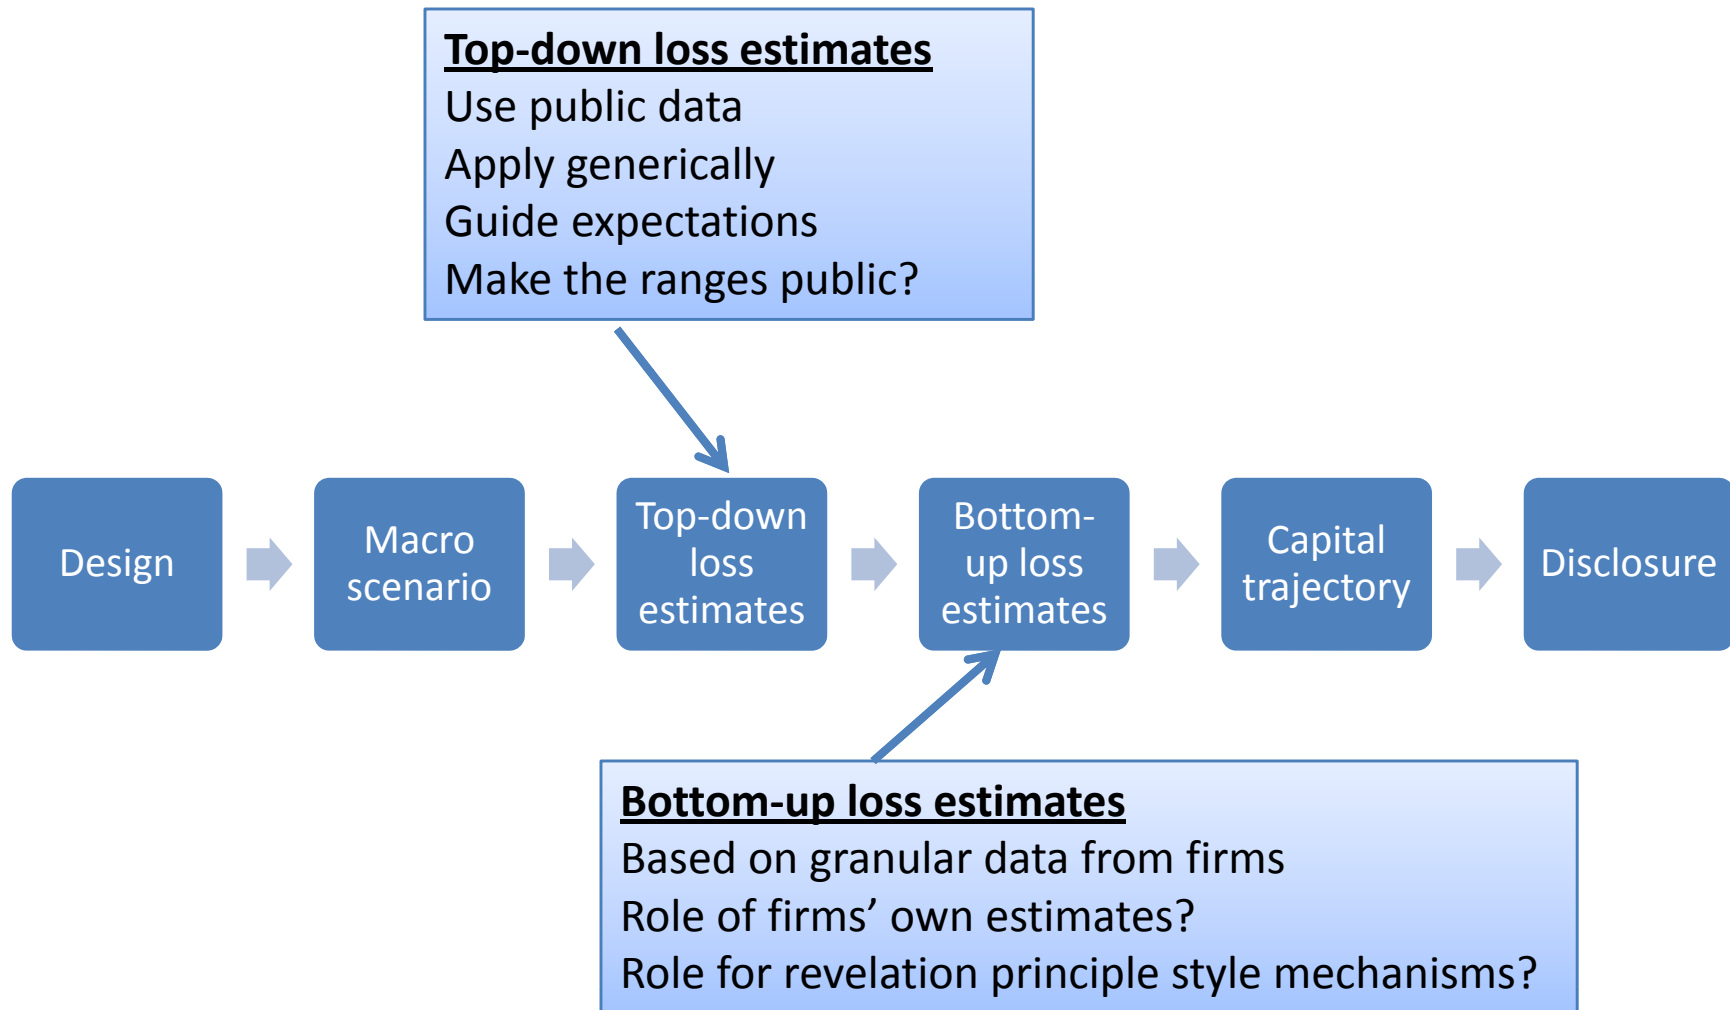 Top-down loss estimates
Use public data
Apply generically
Guide expectations
Make the ranges public?
Design
Macro
scenario
Top-down
loss
estimates
Bottom-
up loss
estimates
Capital
trajectory
Disclosure
Bottom-up loss estimates
Based on granular data from firms
Role of firms’ own estimates?
Role for revelation principle style mechanisms?